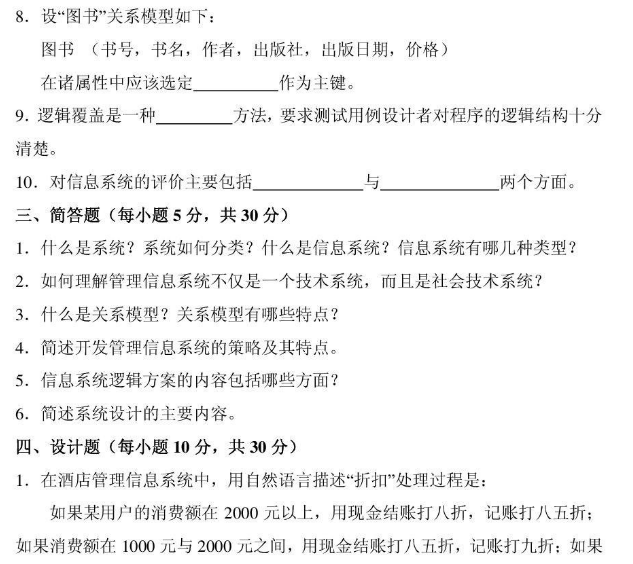 8．设“图书”关系模型如下：
图书 （书号，书名，作者，出版社，出版日期，价格）
在诸属性中应该选定__________作为主键。
9．逻辑覆盖是一种_________方法，要求测试用例设计者对程序的逻辑结构十分
清楚。
10．对信息系统的评价主要包括_____________与______________两个方面。
三、简答题（每小题 5 分，共 30 分）
1．什么是系统？系统如何分类？什么是信息系统？信息系统有哪几种类型？
2．如何理解管理信息系统不仅是一个技术系统，而且是社会技术系统？
3．什么是关系模型？关系模型有哪些特点？
4．简述开发管理信息系统的策略及其特点。
5．信息系统逻辑方案的内容包括哪些方面？
6．简述系统设计的主要内容。
四、设计题（每小题 10 分，共 30 分）
1．在酒店管理信息系统中，用自然语言描述“折扣”处理过程是：
如果某用户的消费额在 2000 元以上，用现金结账打八折，记账打八五折；
如果消费额在 1000 元与 2000 元之间，用现金结账打八五折，记账打九折；如果